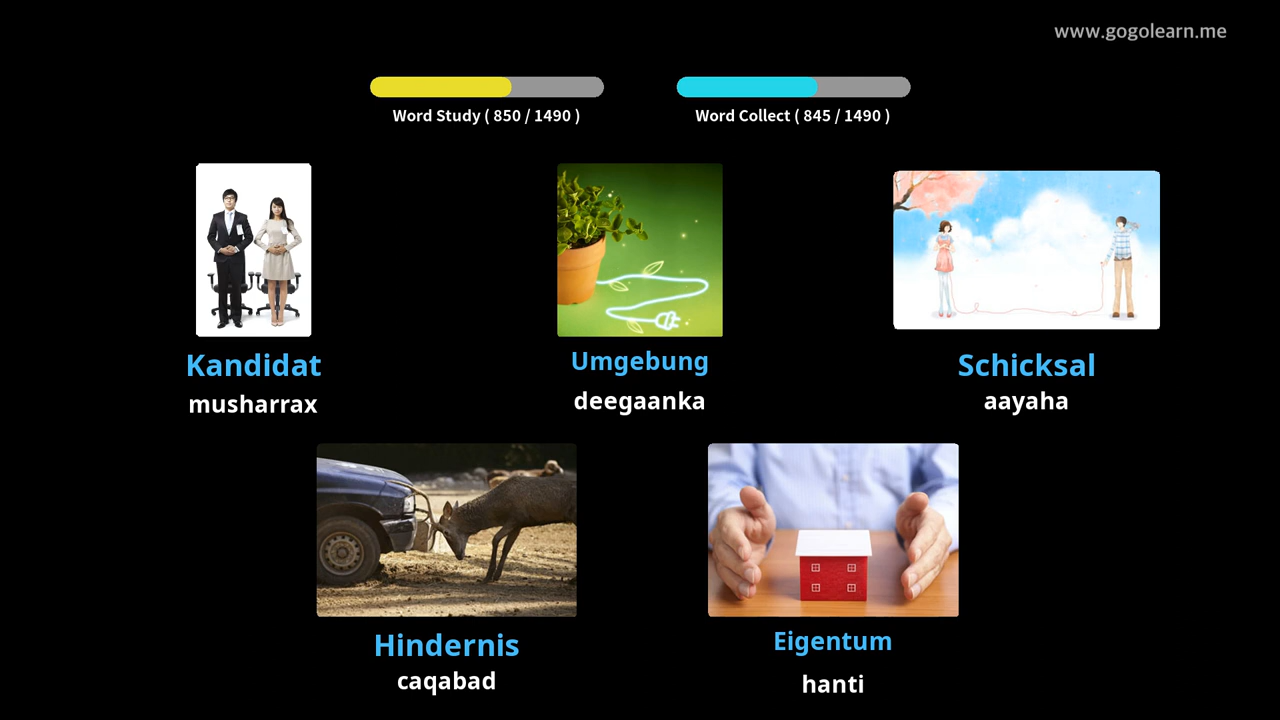 www.gogolearn.me
Word Study ( 850 / 1490 )
Word Collect ( 845 / 1490 )
Kandidat
musharrax
Umgebung
deegaanka
Schicksal
aayaha
Hindernis
caqabad
Eigentum
hanti